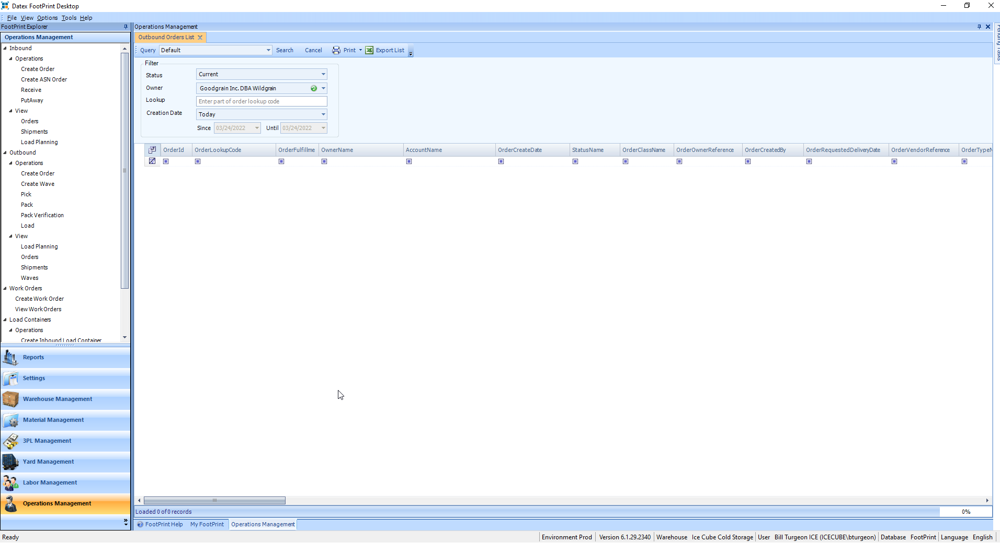 Datex FootPrint Desktop
File View Options Tools Help
FootPrint Explorer
Operations Management
Inbound
Operations
Create Order
Create ASN Order
Receive
PutAway
View
Orders
Shipments
Load Planning
Outbound
Operations
Create Order
Create Wave
Pick
Pack
Pack Verification
Load
View
Load Planning
Orders
Shipments
Waves
Work Orders
Create Work Order
View Work Orders
Load Containers
Operations
Create Inbound Load Container
Reports
Settings
Warehouse Management
Material Management
3PL Management
Yard Management
Labor Management
Operations Management
Operations Management
Outbound Orders List
Query Default Search Cancel Print Export List
Filter
Status Current
Owner Goodgrain Inc. DBA Wildgrain
Lookup Enter part of order lookup code
Creation Date Today
Since 03/24/2022 Until 03/24/2022
OrderId OrderLookupCode OrderFulfillme OwnerName AccountName OrderCreateDate StatusName OrderClassName OrderOwnerReference OrderCreatedBy OrderRequestedDeliveryDate OrderVendorReference OrderTypeN
Loaded 0 of 0 records 0%
FootPrint Help My FootPrint Operations Management
Pending Tasks
Ready Environment Prod Version 6.1.29.2340 Warehouse Ice Cube Cold Storage User Bill Turgeon ICE (ICECUBE\bturgeon) Database FootPrint Language English